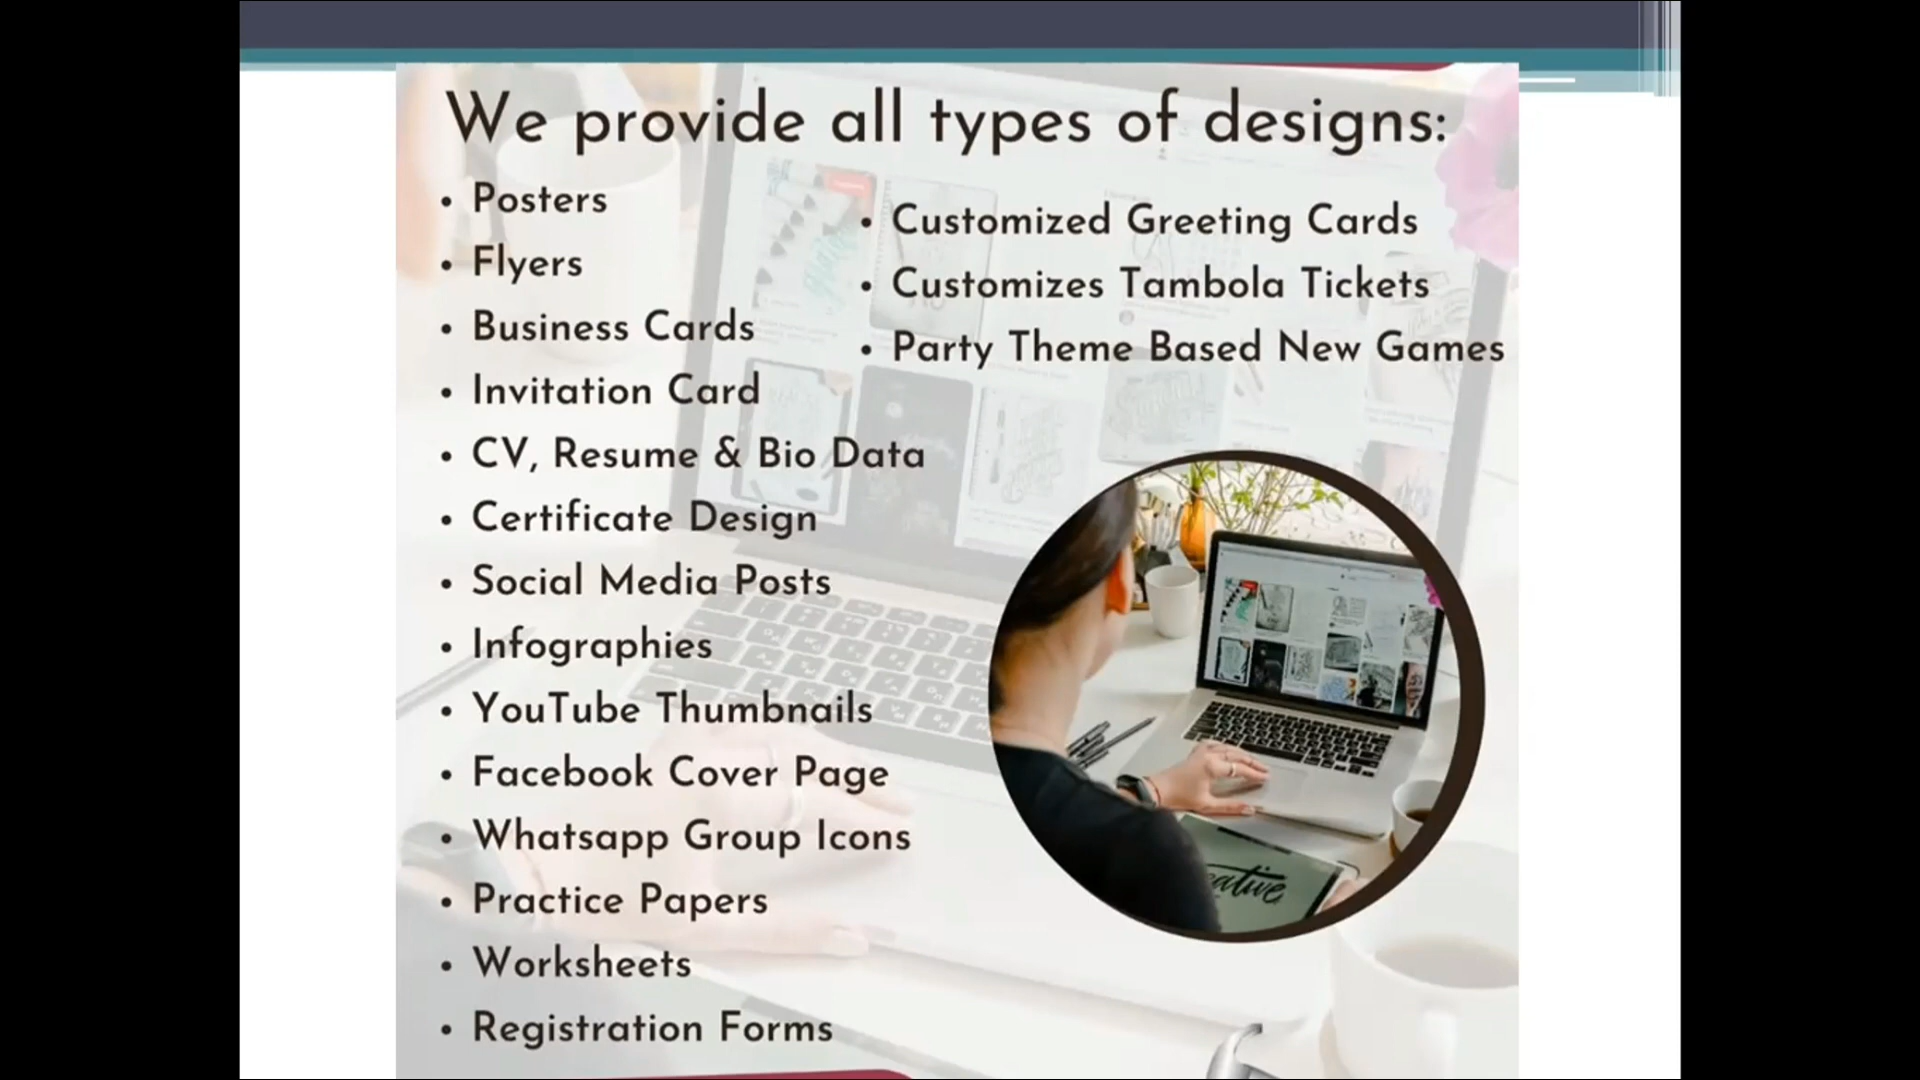 We provide all types of designs:
• Posters
• Flyers
• Business Cards
• Invitation Card
• CV, Resume & Bio Data
• Certificate Design
• Social Media Posts
• Infographies
• YouTube Thumbnails
• Facebook Cover Page
• Whatsapp Group Icons
• Practice Papers
• Worksheets
• Registration Forms
• Customized Greeting Cards
• Customizes Tambola Tickets
• Party Theme Based New Games